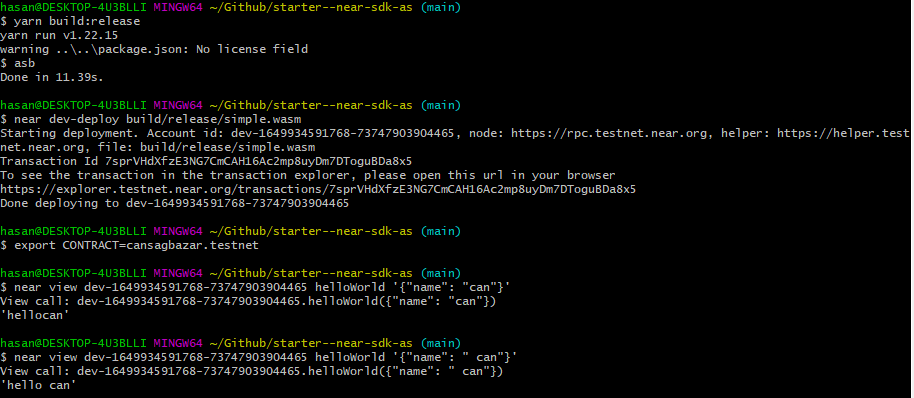 hasan@DESKTOP-4U3BLLI MINGW64 ~/Github/starter--near-sdk-as (main)
$ yarn build:release
yarn run v1.22.15
warning ..\..\package.json: No license field
$ asb
Done in 11.39s.
hasan@DESKTOP-4U3BLLI MINGW64 ~/Github/starter--near-sdk-as (main)
$ near dev-deploy build/release/simple.wasm
Starting deployment. Account id: dev-1649934591768-73747903904465, node: https://rpc.testnet.near.org, helper: https://helper.test
net.near.org, file: build/release/simple.wasm
Transaction Id 7sprVHdXfzE3NG7CmCAH16Ac2mp8uyDm7DToguBDa8x5
To see the transaction in the transaction explorer, please open this url in your browser
https://explorer.testnet.near.org/transactions/7sprVHdXfzE3NG7CmCAH16Ac2mp8uyDm7DToguBDa8x5
Done deploying to dev-1649934591768-73747903904465
hasan@DESKTOP-4U3BLLI MINGW64 ~/Github/starter--near-sdk-as (main)
$ export CONTRACT=cansagbazar.testnet
hasan@DESKTOP-4U3BLLI MINGW64 ~/Github/starter--near-sdk-as (main)
$ near view dev-1649934591768-73747903904465 helloWorld '{"name": "can"}'
View call: dev-1649934591768-73747903904465.helloWorld({"name": "can"})
'hellocan'
hasan@DESKTOP-4U3BLLI MINGW64 ~/Github/starter--near-sdk-as (main)
$ near view dev-1649934591768-73747903904465 helloWorld '{"name": " can"}'
View call: dev-1649934591768-73747903904465.helloWorld({"name": " can"})
'hello can'